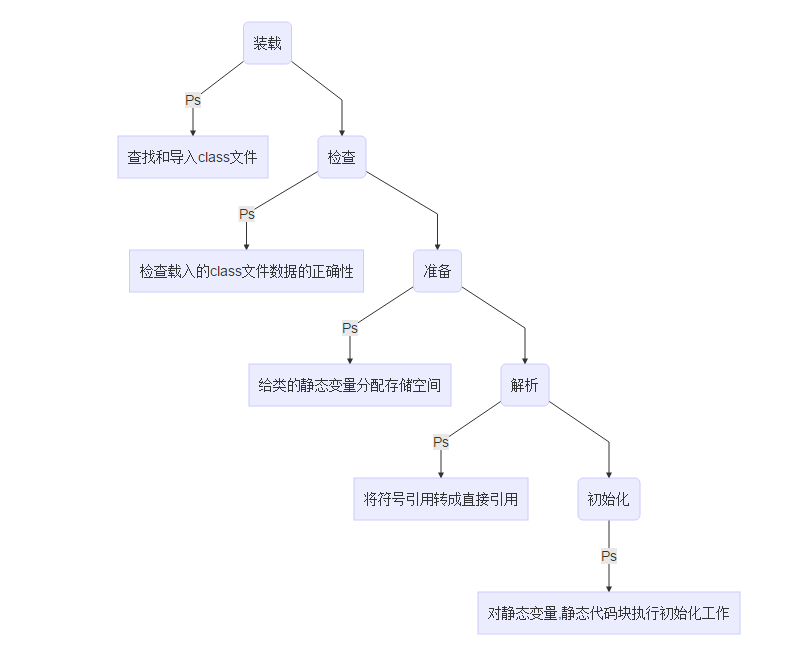 装载
Ps
查找和导入class文件
检查
Ps
检查载入的class文件数据的正确性
准备
Ps
给类的静态变量分配存储空间
解析
Ps
将符号引用转成直接引用
初始化
Ps
对静态变量,静态代码块执行初始化工作